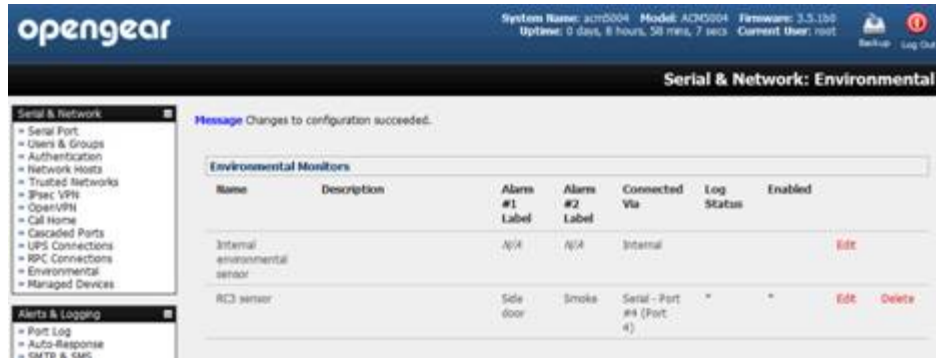 opengear
System Name: acm5004 Model: ACM5004 Firmware: 3.5.1b0
Uptime: 0 days, 8 hours, 58 mins, 7 secs Current User: root
Backup Log Out
Serial & Network: Environmental
Serial & Network
Serial Port
Users & Groups
Authentication
Network Hosts
Trusted Networks
IPsec VPN
OpenVPN
Call Home
Cascaded Ports
UPS Connections
RPC Connections
Environmental
Managed Devices
Alerts & Logging
Port Log
Auto-Response
SMTP & SMS
Message Changes to configuration succeeded.
Environmental Monitors
Name Description Alarm #1 Label Alarm #2 Label Connected Via Log Status Enabled
Internal environmental sensor N/A N/A Internal Edit
RC3 sensor Side door Smoke Serial - Port #4 (Port 4) * * Edit Delete